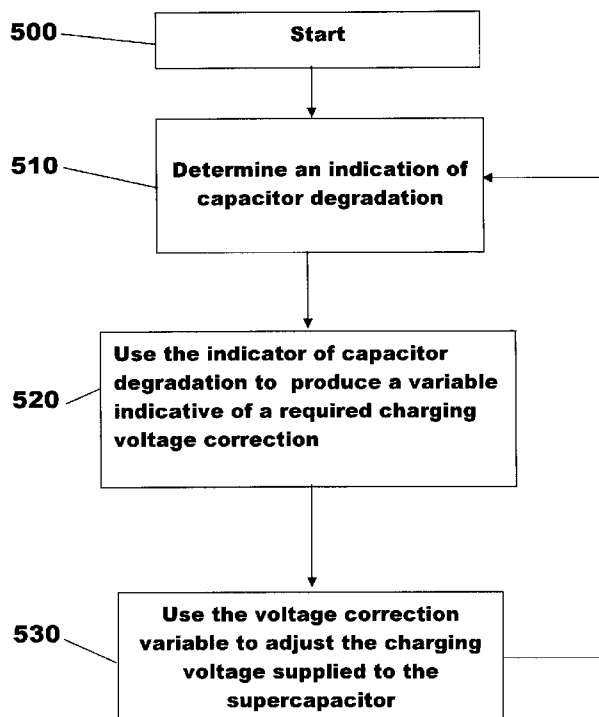 500
Start
510
Determine an indication of
capacitor degradation
520
Use the indicator of capacitor
degradation to produce a variable
indicative of a required charging
voltage correction
530
Use the voltage correction
variable to adjust the charging
voltage supplied to the
supercapacitor